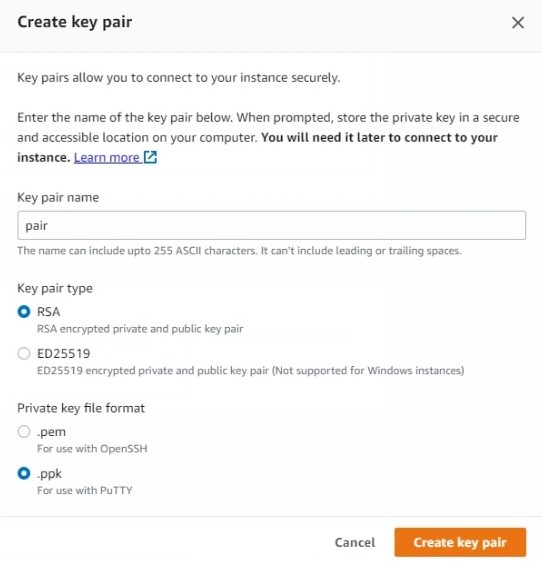 Create key pair
Key pairs allow you to connect to your instance securely.
Enter the name of the key pair below. When prompted, store the private key in a secure
and accessible location on your computer. You will need it later to connect to your
instance. Learn more
Key pair name
pair
The name can include upto 255 ASCII characters. It can't include leading or trailing spaces.
Key pair type
RSA
RSA encrypted private and public key pair
ED25519
ED25519 encrypted private and public key pair (Not supported for Windows instances)
Private key file format
.pem
For use with OpenSSH
.ppk
For use with PuTTY
Cancel
Create key pair